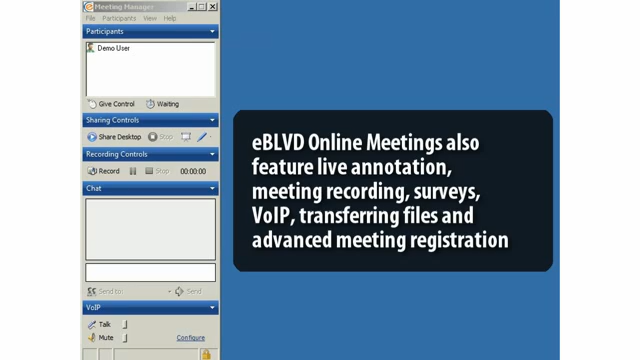 Meeting Manager
File Participants View Help
Participants
Demo User
Give Control Waiting
Sharing Controls
Share Desktop Stop
Recording Controls
Record Stop 00:00:00
Chat
Send to: Send
VoIP
Talk
Mute Configure
eBLVD Online Meetings also
feature live annotation,
meeting recording, surveys,
VoIP, transferring files and
advanced meeting registration